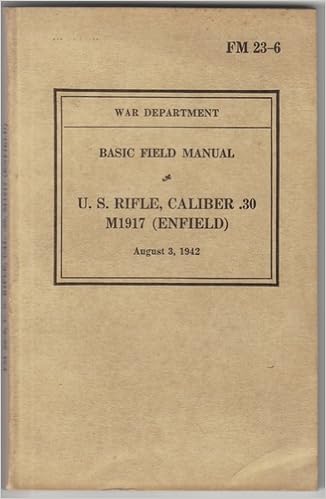 FM 23-6
WAR DEPARTMENT
BASIC FIELD MANUAL
U. S. RIFLE, CALIBER .30
M1917 (ENFIELD)
August 3, 1942